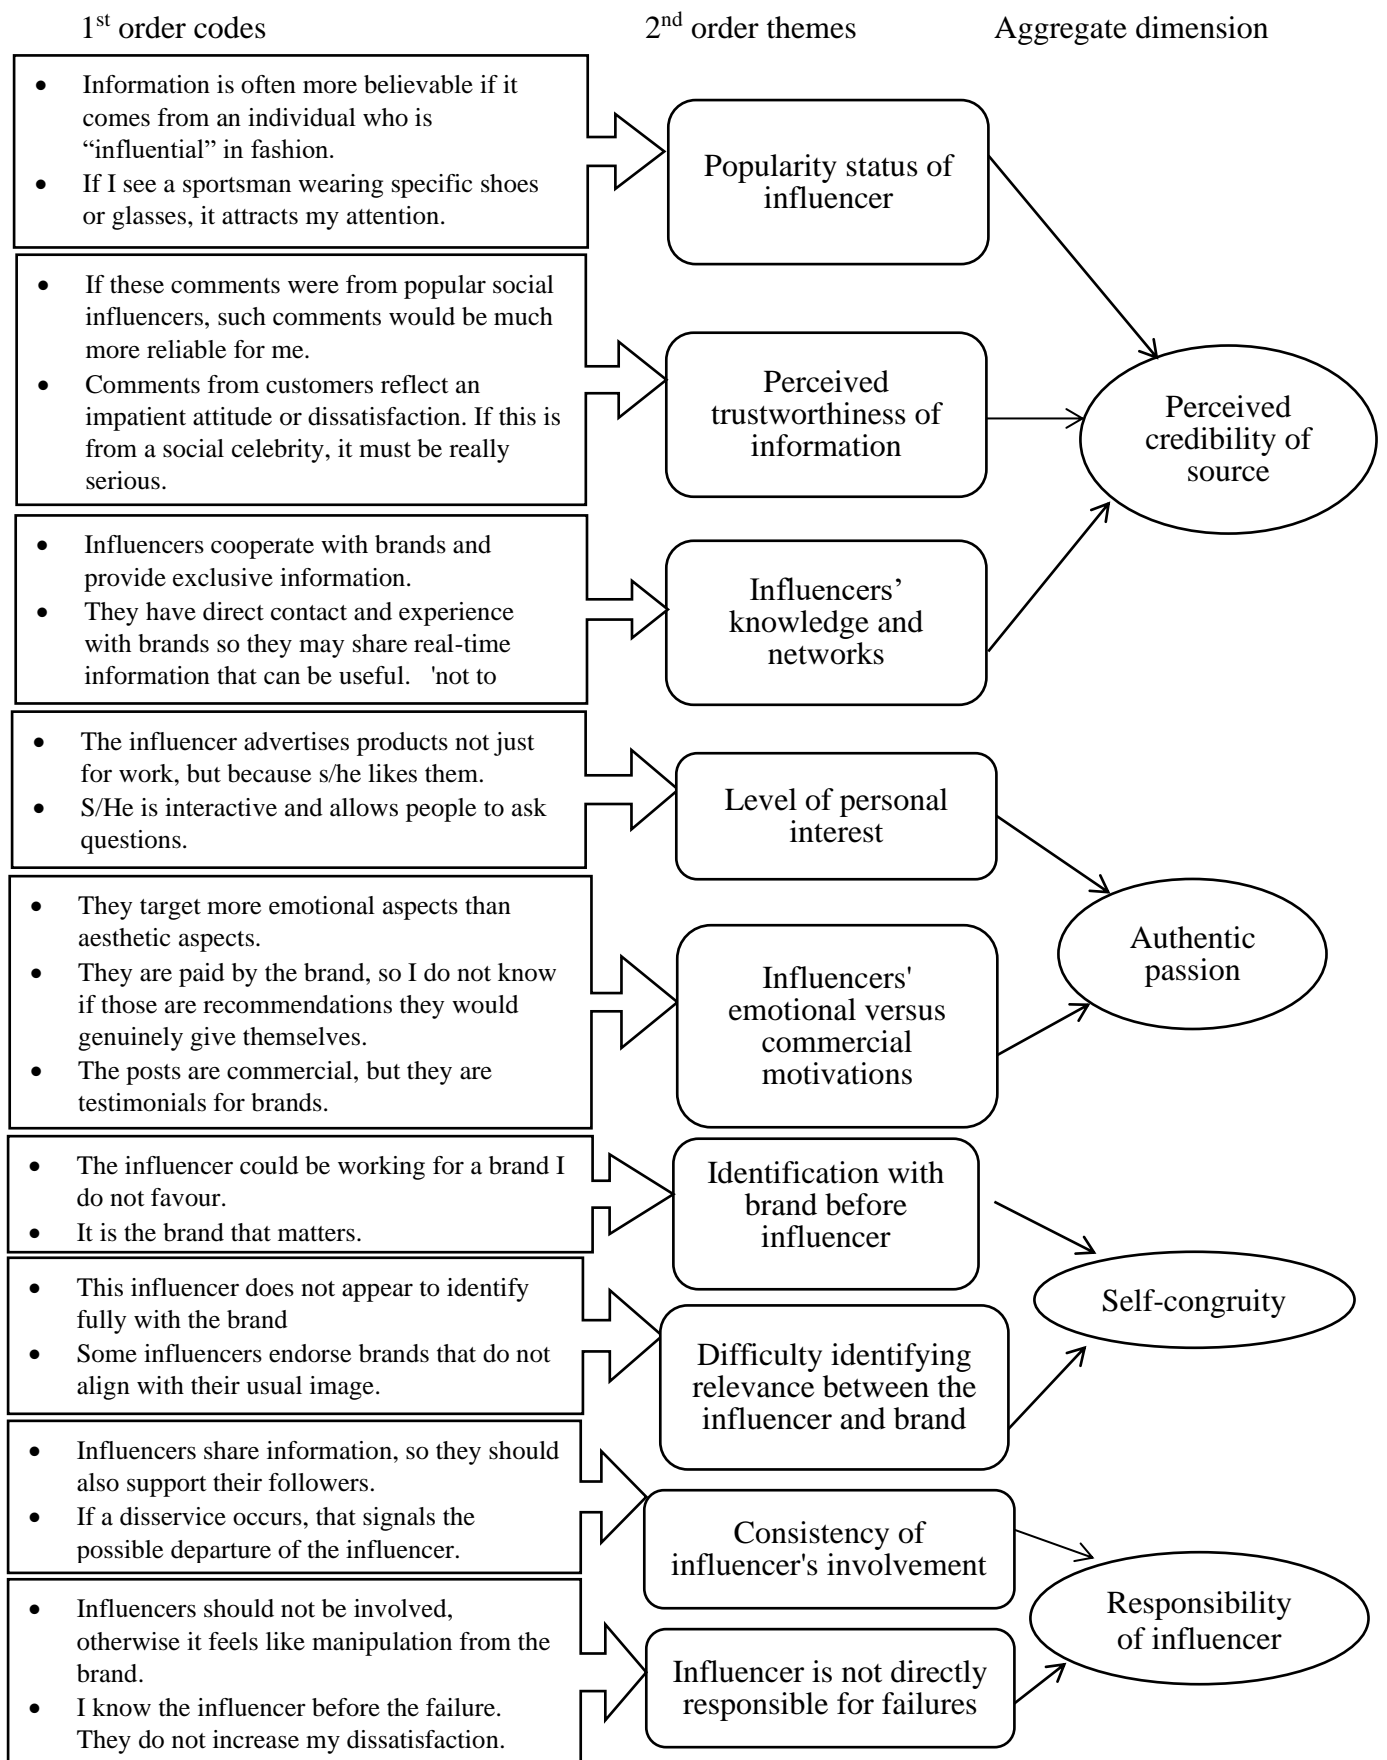 1st order codes
2nd order themes
Aggregate dimension
• Information is often more believable if it
comes from an individual who is
“influential” in fashion.
• If I see a sportsman wearing specific shoes
or glasses, it attracts my attention.
Popularity status of
influencer
• If these comments were from popular social
influencers, such comments would be much
more reliable for me.
• Comments from customers reflect an
impatient attitude or dissatisfaction. If this is
from a social celebrity, it must be really
serious.
Perceived
trustworthiness of
information
Perceived
credibility of
source
• Influencers cooperate with brands and
provide exclusive information.
• They have direct contact and experience
with brands so they may share real-time
information that can be useful. 'not to
Influencers’
knowledge and
networks
• The influencer advertises products not just
for work, but because s/he likes them.
• S/He is interactive and allows people to ask
questions.
Level of personal
interest
• They target more emotional aspects than
aesthetic aspects.
• They are paid by the brand, so I do not know
if those are recommendations they would
genuinely give themselves.
• The posts are commercial, but they are
testimonials for brands.
Influencers'
emotional versus
commercial
motivations
Authentic
passion
• The influencer could be working for a brand I
do not favour.
• It is the brand that matters.
Identification with
brand before
influencer
• This influencer does not appear to identify
fully with the brand
• Some influencers endorse brands that do not
align with their usual image.
Difficulty identifying
relevance between the
influencer and brand
Self-congruity
• Influencers share information, so they should
also support their followers.
• If a disservice occurs, that signals the
possible departure of the influencer.
Consistency of
influencer's involvement
• Influencers should not be involved,
otherwise it feels like manipulation from the
brand.
• I know the influencer before the failure.
They do not increase my dissatisfaction.
Influencer is not directly
responsible for failures
Responsibility
of influencer